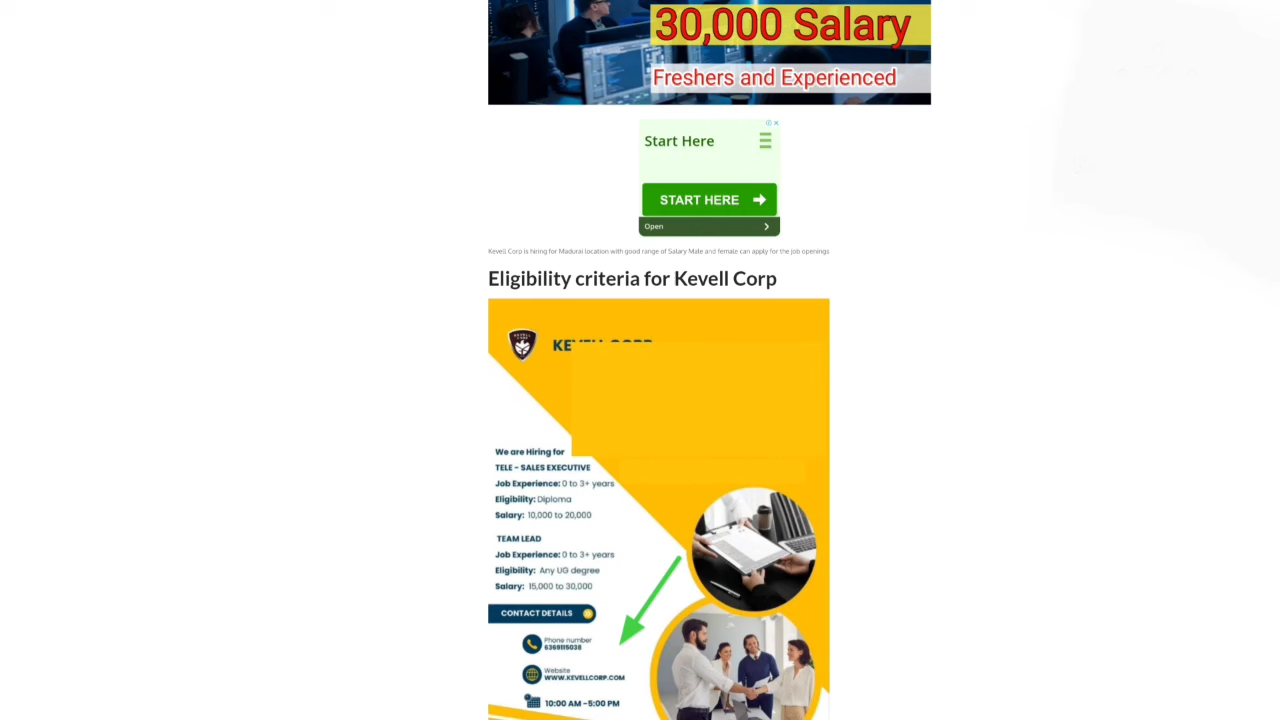 30,000 Salary
Freshers and Experienced
Start Here
START HERE
Open
Kevell Corp is hiring for Madurai location with good range of Salary Male and female can apply for the job openings
Eligibility criteria for Kevell Corp
KEVELL CORP
KEVELL CORP
We are Hiring for
TELE - SALES EXECUTIVE
Job Experience: 0 to 3+ years
Eligibility: Diploma
Salary: 10,000 to 20,000
TEAM LEAD
Job Experience: 0 to 3+ years
Eligibility: Any UG degree
Salary: 15,000 to 30,000
CONTACT DETAILS
Phone number
6369115038
Website
WWW.KEVELLCORP.COM
10:00 AM -5:00 PM